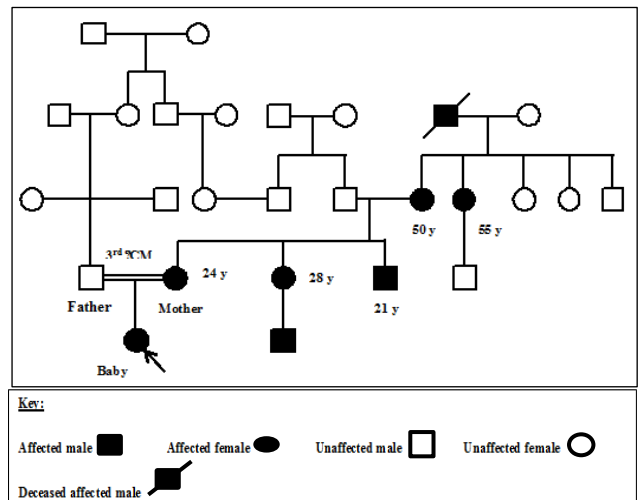 50 y
55 y
3rd ºCM
24 y
28 y
Father
Mother
21 y
Baby
Key:
Affected male
Affected female
Unaffected male
Unaffected female
Deceased affected male